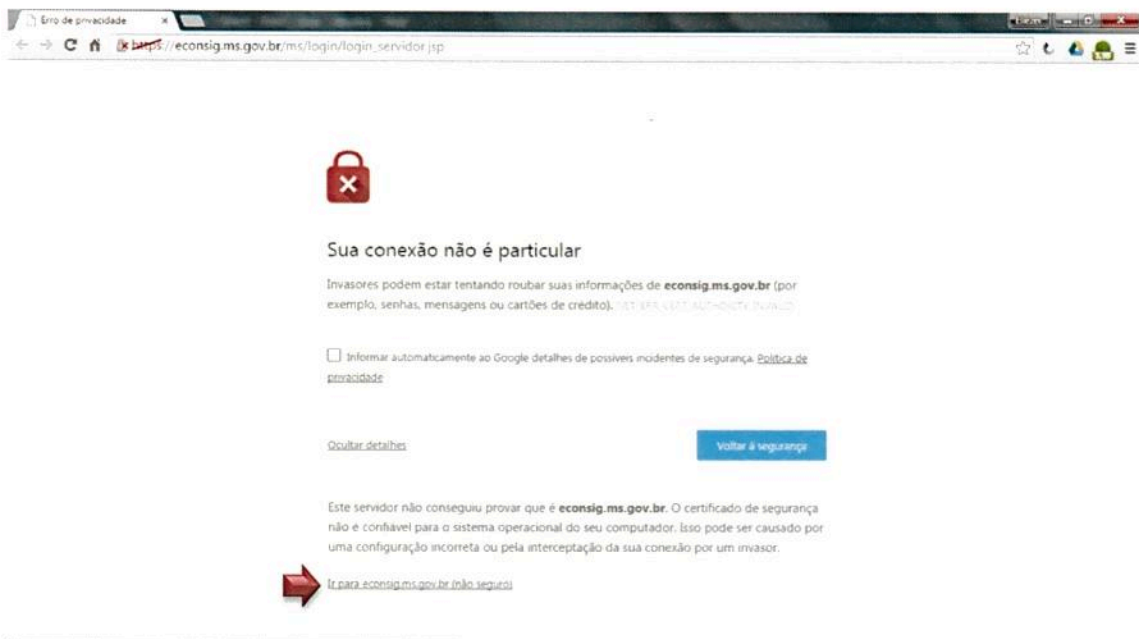 Erro de privacidade
https://econsig.ms.gov.br/ms/login/login_servidor.jsp
Sua conexão não é particular
Invasores podem estar tentando roubar suas informações de econsig.ms.gov.br (por
exemplo, senhas, mensagens ou cartões de crédito). NET::ERR_CERT_AUTHORITY_INVALID
Informar automaticamente ao Google detalhes de possíveis incidentes de segurança. Política de
privacidade
Ocultar detalhes
Voltar à segurança
Este servidor não conseguiu provar que é econsig.ms.gov.br. O certificado de segurança
não é confiável para o sistema operacional do seu computador. Isso pode ser causado por
uma configuração incorreta ou pela interceptação da sua conexão por um invasor.
Ir para econsig.ms.gov.br (não seguro)